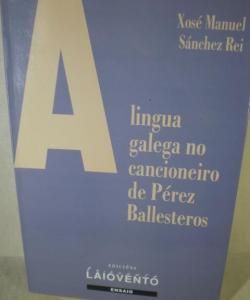 Xosé Manuel
Sánchez Rei
A lingua
galega no
cancioneiro
de Pérez
Ballesteros
EDICIÓNS
LAIOVENTO
ENSAIO